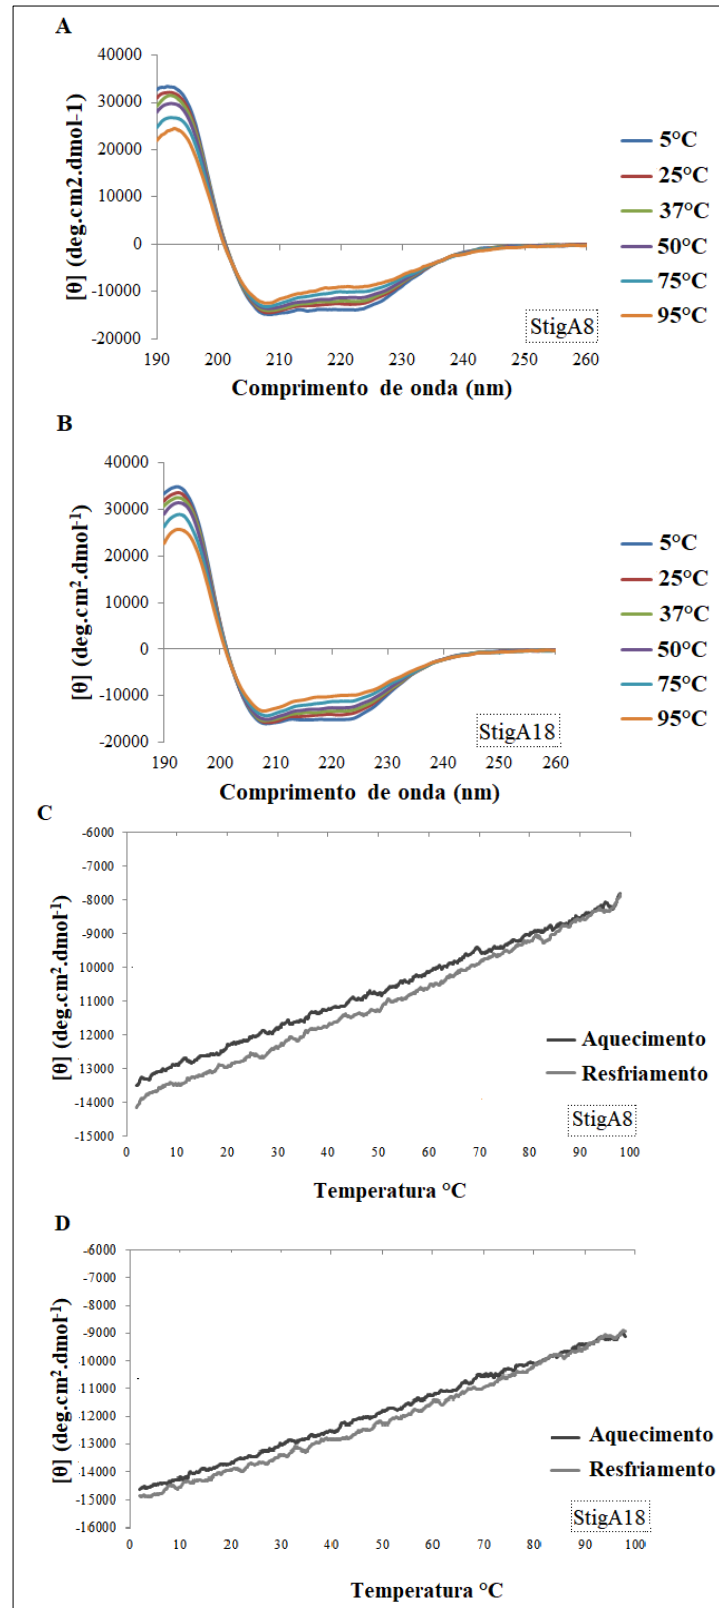 A
40000
30000
20000
10000
0
-10000
-20000
[θ] (deg.cm2.dmol-1)
190 200 210 220 230 240 250 260
Comprimento de onda (nm)
5°C
25°C
37°C
50°C
75°C
95°C
StigA8
B
40000
30000
20000
10000
0
-10000
-20000
[θ] (deg.cm².dmol-¹)
190 200 210 220 230 240 250 260
Comprimento de onda (nm)
5°C
25°C
37°C
50°C
75°C
95°C
StigA18
C
-6000
-7000
-8000
-9000
10000
11000
12000
13000
-14000
-15000
[θ] (deg.cm².dmol-¹)
0 10 20 30 40 50 60 70 80 90 100
Temperatura °C
Aquecimento
Resfriamento
StigA8
D
-6000
-7000
-8000
-9000
-10000
-11000
-12000
-13000
-14000
-15000
-16000
[θ] (deg.cm².dmol-¹)
0 10 20 30 40 50 60 70 80 90 100
Temperatura °C
Aquecimento
Resfriamento
StigA18